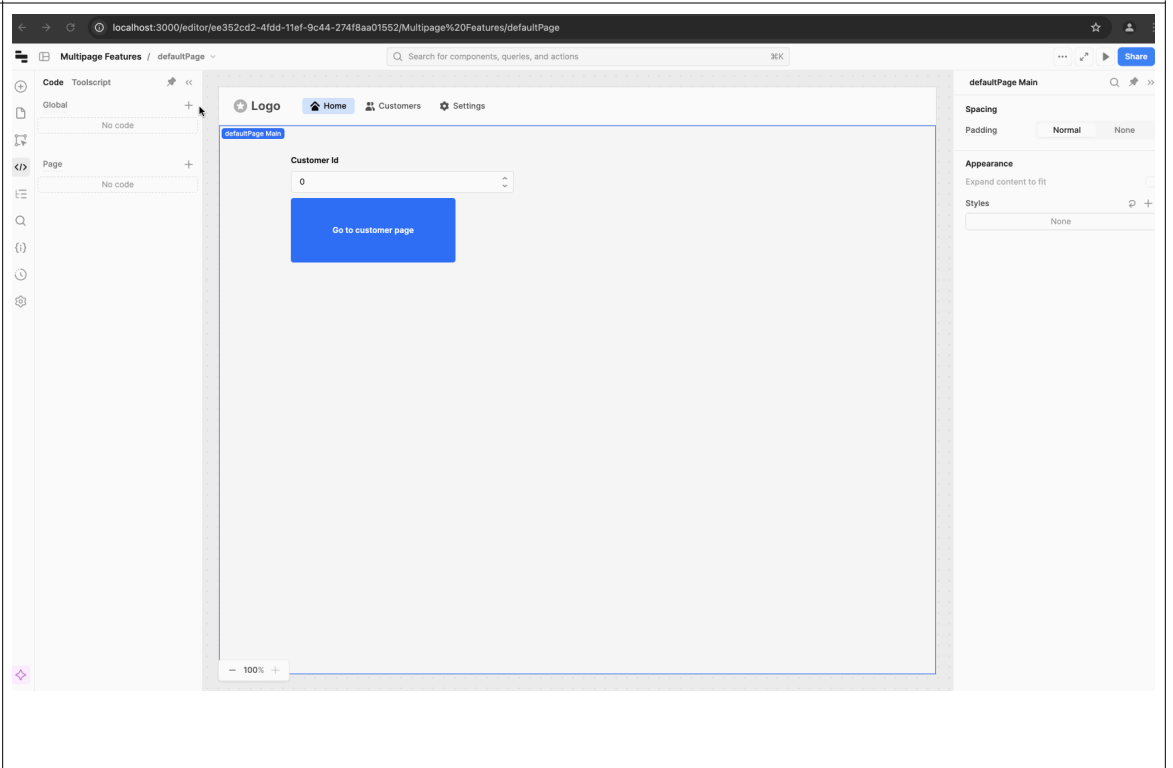 localhost:3000/editor/ee352cd2-4fdd-11ef-9c44-274f8aa01552/Multipage%20Features/defaultPage
Multipage Features / defaultPage
Search for components, queries, and actions
⌘K
Share
Code Toolscript
Global
No code
Page
No code
Logo
Home
Customers
Settings
defaultPage Main
Customer Id
0
Go to customer page
100%
defaultPage Main
Spacing
Padding Normal None
Appearance
Expand content to fit
Styles
None